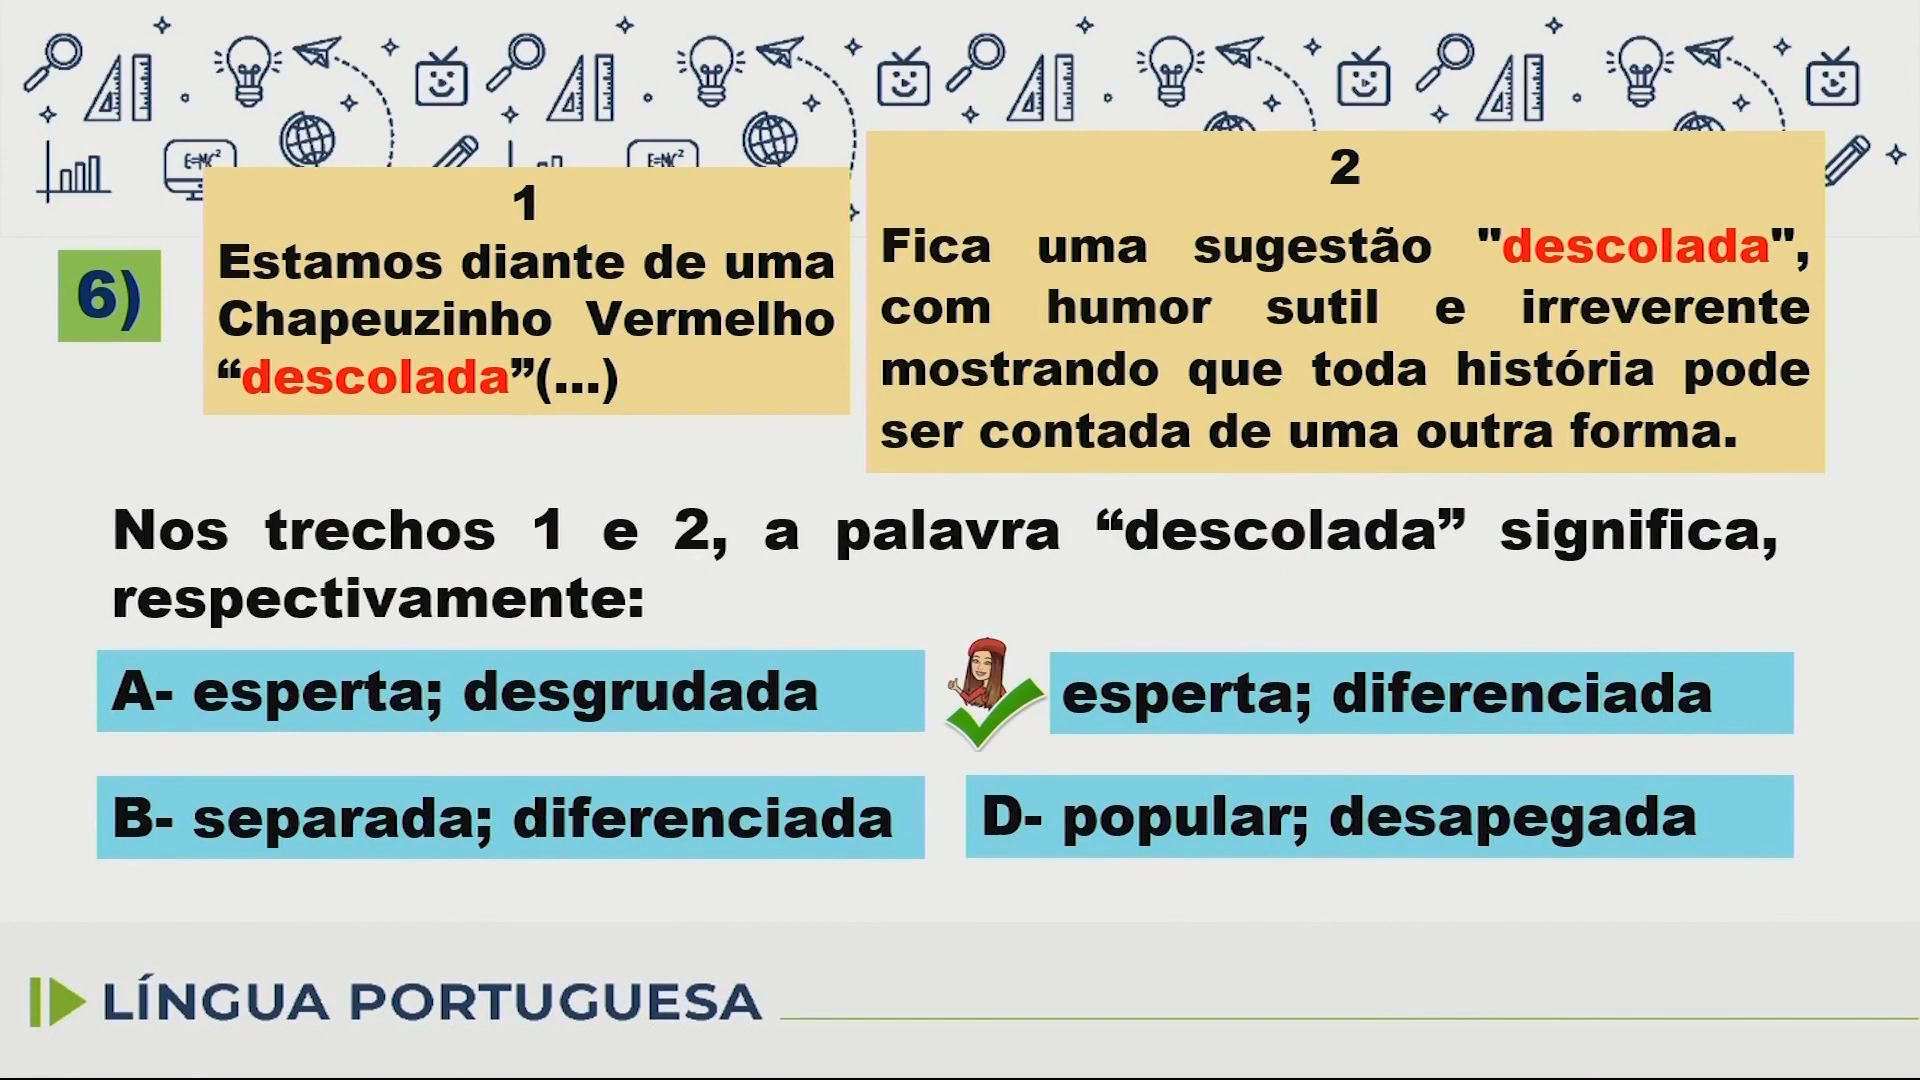 E=MC²
E=MC²
1
Estamos diante de uma
Chapeuzinho Vermelho
“descolada”(...)
2
Fica uma sugestão "descolada",
com humor sutil e irreverente
mostrando que toda história pode
ser contada de uma outra forma.
6)
Nos trechos 1 e 2, a palavra “descolada” significa,
respectivamente:
A- esperta; desgrudada
esperta; diferenciada
B- separada; diferenciada
D- popular; desapegada
LÍNGUA PORTUGUESA